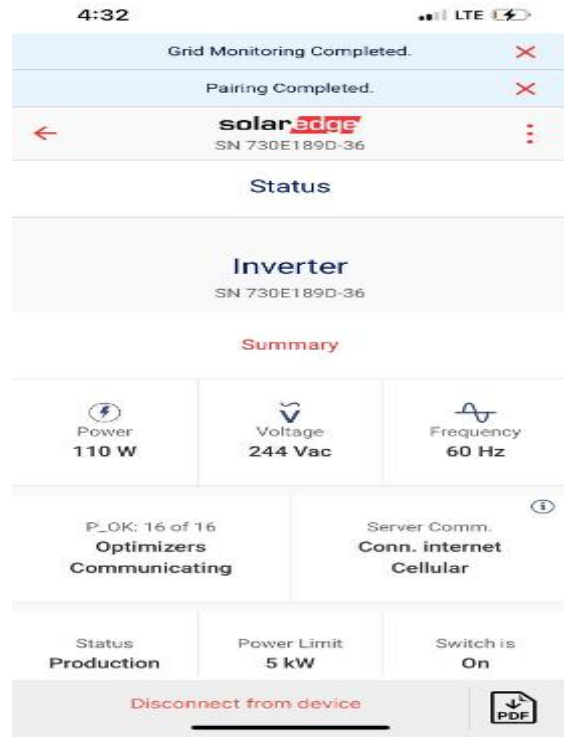 4:32 LTE
Grid Monitoring Completed.
Pairing Completed.
solaredge
SN 730E189D-36
Status
Inverter
SN 730E189D-36
Summary
Power Voltage Frequency
110 W 244 Vac 60 Hz
P_OK: 16 of 16 Server Comm.
Optimizers Conn. internet
Communicating Cellular
Status Power Limit Switch is
Production 5 kW On
Disconnect from device PDF